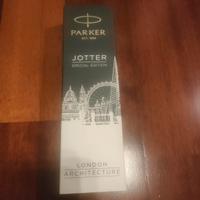 PARKER
EST. 1888
JOTTER
SPECIAL EDITION
LONDON
ARCHITECTURE